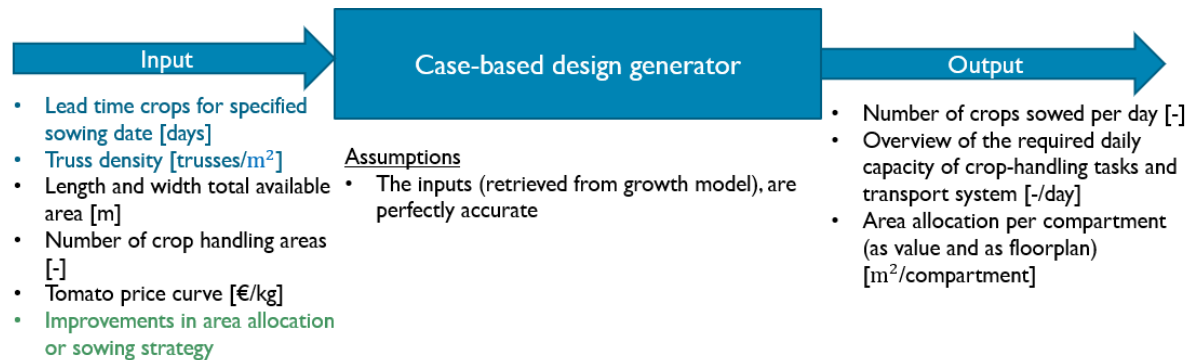 Input
Case-based design generator
Output
• Lead time crops for specified
sowing date [days]
• Truss density [trusses/m²]
• Length and width total available
area [m]
• Number of crop handling areas
[-]
• Tomato price curve [€/kg]
• Improvements in area allocation
or sowing strategy
Assumptions
• The inputs (retrieved from growth model), are
perfectly accurate
• Number of crops sowed per day [-]
• Overview of the required daily
capacity of crop-handling tasks and
transport system [-/day]
• Area allocation per compartment
(as value and as floorplan)
[m²/compartment]